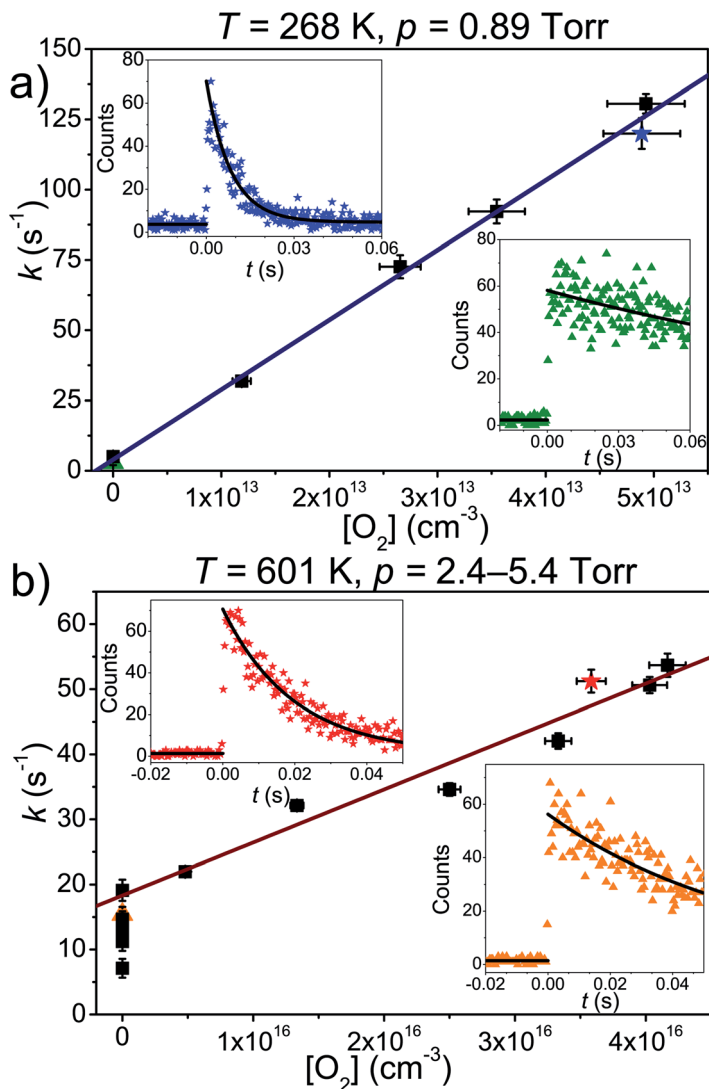 T = 268 K, p = 0.89 Torr
a)
150
125
100
75
50
25
0
k (s⁻¹)
0
1x10¹³
2x10¹³
3x10¹³
4x10¹³
5x10¹³
[O₂] (cm⁻³)
80
60
40
20
0
Counts
0.00
0.03
0.06
t (s)
80
60
40
20
0
Counts
0.00
0.03
0.06
t (s)
T = 601 K, p = 2.4–5.4 Torr
b)
60
50
40
30
20
10
0
k (s⁻¹)
0
1x10¹⁶
2x10¹⁶
3x10¹⁶
4x10¹⁶
[O₂] (cm⁻³)
60
40
20
0
Counts
-0.02
0.00
0.02
0.04
t (s)
60
40
20
0
Counts
-0.02
0.00
0.02
0.04
t (s)